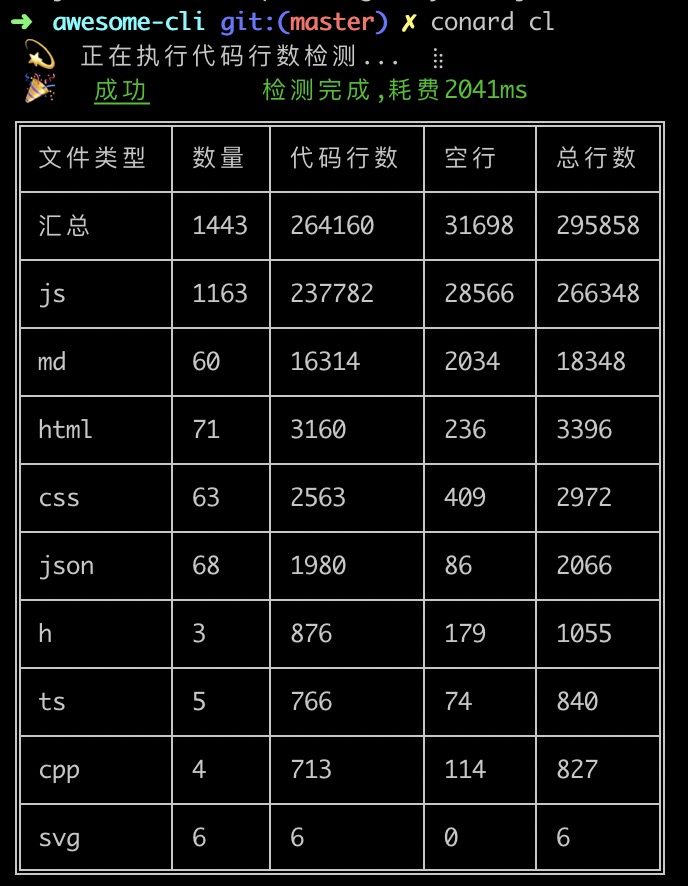 ➜ awesome-cli git:(master) ✗ conard cl
正在执行代码行数检测... ⣾
成功 检测完成,耗费2041ms
文件类型 数量 代码行数 空行 总行数
汇总 1443 264160 31698 295858
js 1163 237782 28566 266348
md 60 16314 2034 18348
html 71 3160 236 3396
css 63 2563 409 2972
json 68 1980 86 2066
h 3 876 179 1055
ts 5 766 74 840
cpp 4 713 114 827
svg 6 6 0 6